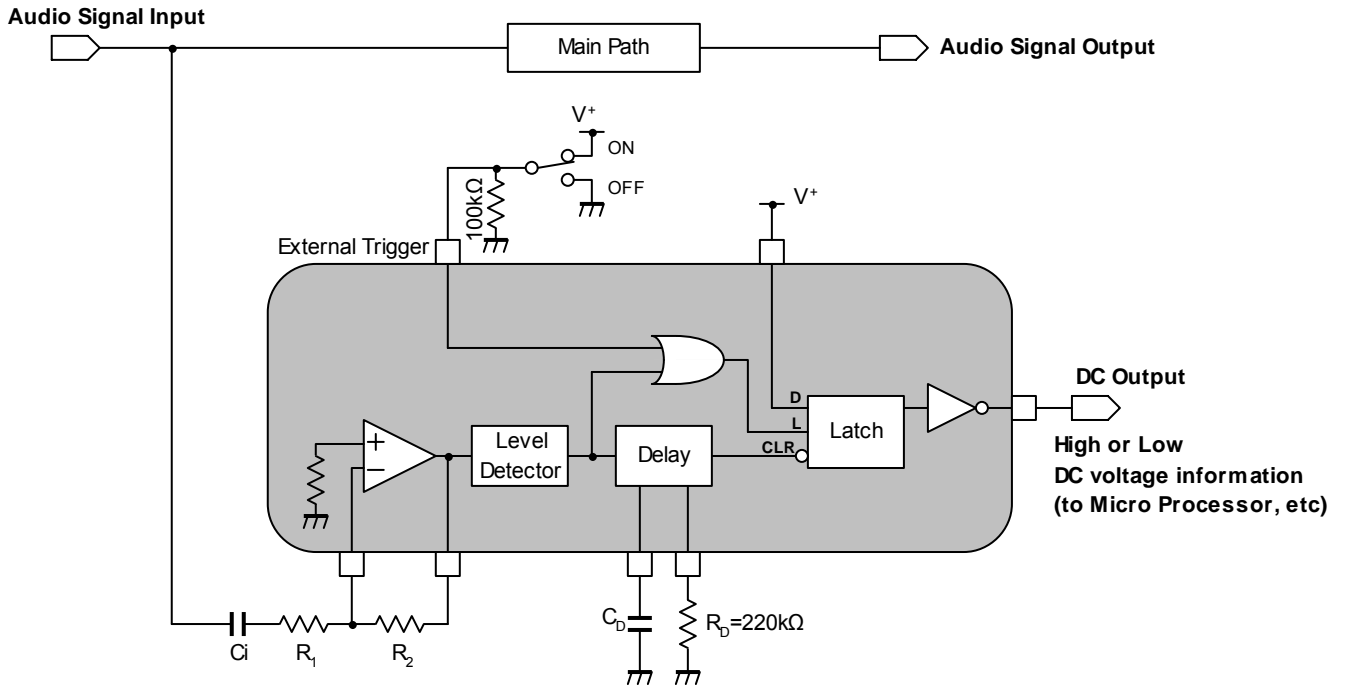 Audio Signal Input
Main Path
Audio Signal Output
V+
ON
OFF
100kΩ
V+
External Trigger
DC Output
D
L
CLR
Latch
+
−
Level
Detector
Delay
High or Low
DC voltage information
(to Micro Processor, etc)
Ci
R1
R2
CD
RD=220kΩ